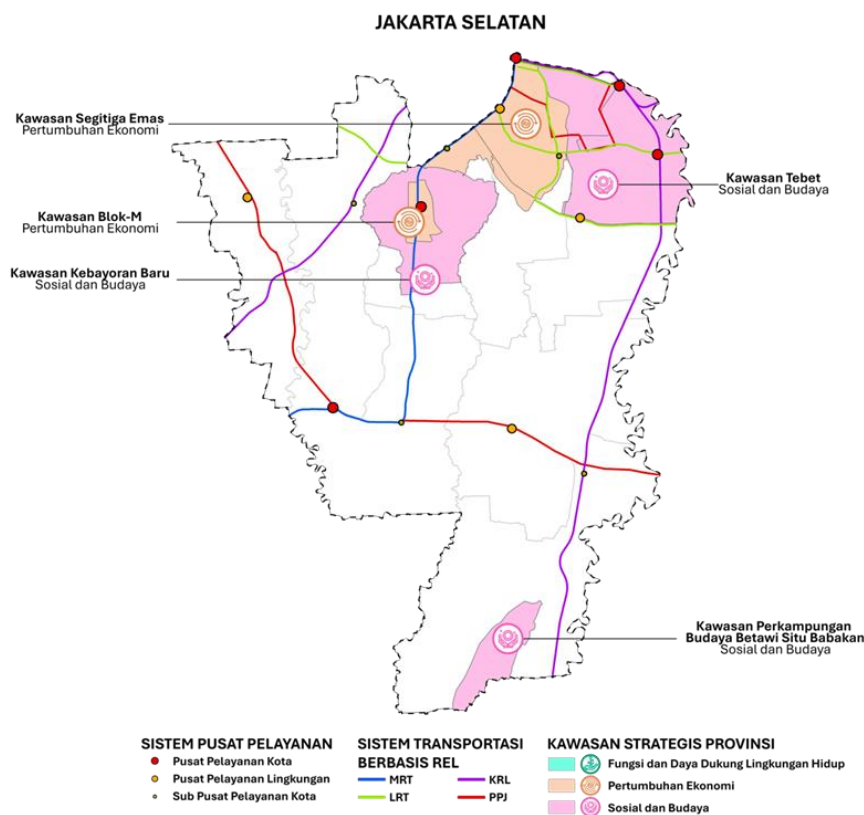 JAKARTA SELATAN
Kawasan Segitiga Emas
Pertumbuhan Ekonomi
Kawasan Tebet
Sosial dan Budaya
Kawasan Blok-M
Pertumbuhan Ekonomi
Kawasan Kebayoran Baru
Sosial dan Budaya
Kawasan Perkampungan
Budaya Betawi Situ Babakan
Sosial dan Budaya
SISTEM PUSAT PELAYANAN
Pusat Pelayanan Kota
Pusat Pelayanan Lingkungan
Sub Pusat Pelayanan Kota
SISTEM TRANSPORTASI
BERBASIS REL
MRT
KRL
LRT
PPJ
KAWASAN STRATEGIS PROVINSI
Fungsi dan Daya Dukung Lingkungan Hidup
Pertumbuhan Ekonomi
Sosial dan Budaya